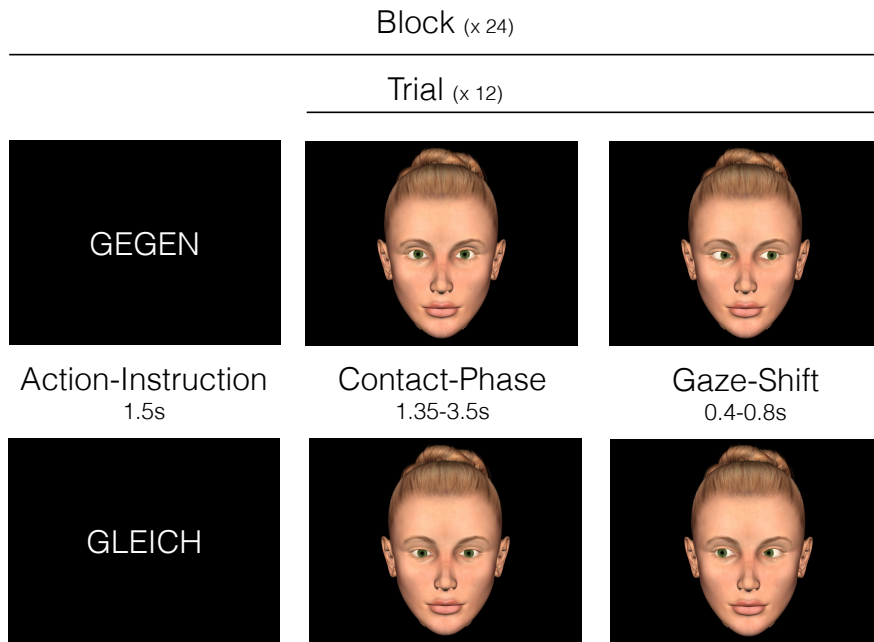 Block (x 24)
Trial (x 12)
GEGEN
Action-Instruction
1.5s
Contact-Phase
1.35-3.5s
Gaze-Shift
0.4-0.8s
GLEICH